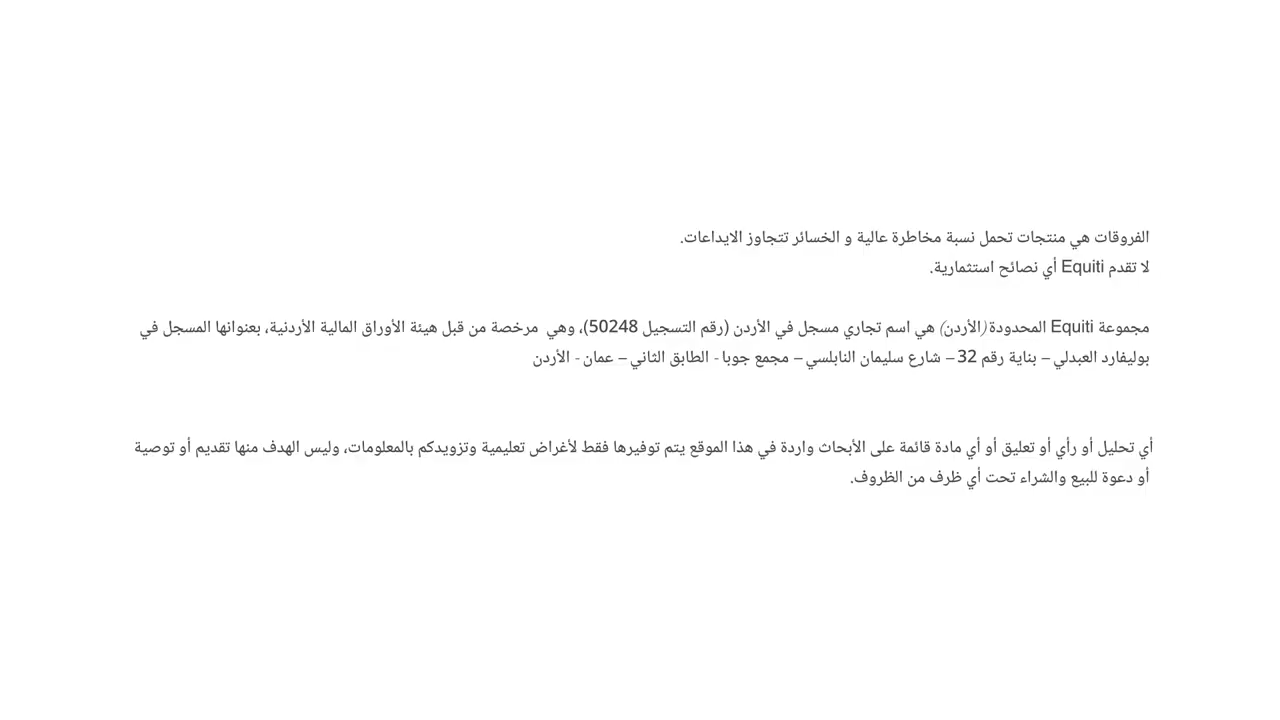 الفروقات هي منتجات تحمل نسبة مخاطرة عالية و الخسائر تتجاوز الايداعات.
لا تقدم Equiti أي نصائح استثمارية.
مجموعة Equiti المحدودة (الأردن) هي اسم تجاري مسجل في الأردن (رقم التسجيل 50248)، وهي مرخصة من قبل هيئة الأوراق المالية الأردنية، بعنوانها المسجل في
بوليفارد العبدلي – بناية رقم 32 – شارع سليمان النابلسي – مجمع جوبا - الطابق الثاني – عمان - الأردن
أي تحليل أو رأي أو تعليق أو أي مادة قائمة على الأبحاث واردة في هذا الموقع يتم توفيرها فقط لأغراض تعليمية وتزويدكم بالمعلومات، وليس الهدف منها تقديم أو توصية
أو دعوة للبيع والشراء تحت أي ظرف من الظروف.